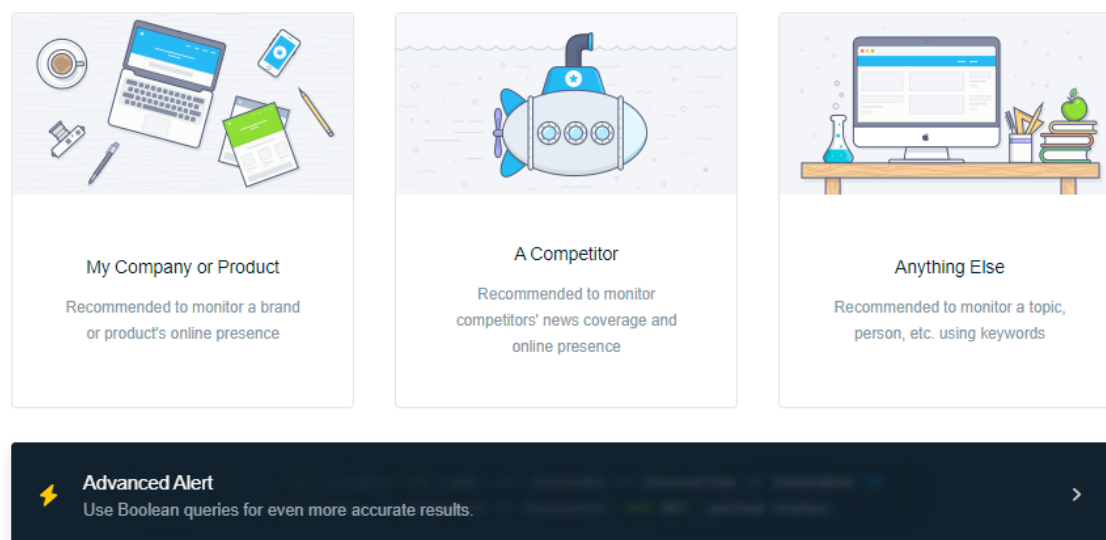 My Company or Product
Recommended to monitor a brand
or product's online presence
A Competitor
Recommended to monitor
competitors' news coverage and
online presence
Anything Else
Recommended to monitor a topic,
person, etc. using keywords
Advanced Alert
Use Boolean queries for even more accurate results.